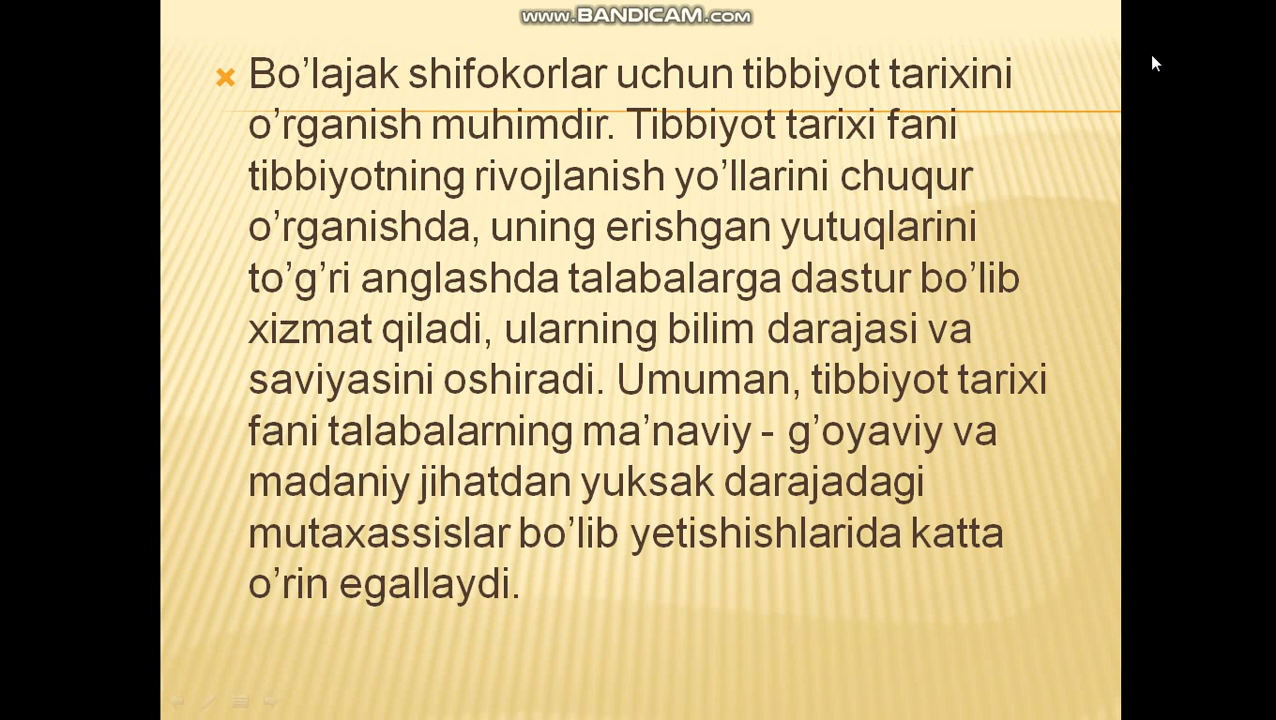 www.BANDICAM.com
Bo’lajak shifokorlar uchun tibbiyot tarixini
o’rganish muhimdir. Tibbiyot tarixi fani
tibbiyotning rivojlanish yo’llarini chuqur
o’rganishda, uning erishgan yutuqlarini
to’g’ri anglashda talabalarga dastur bo’lib
xizmat qiladi, ularning bilim darajasi va
saviyasini oshiradi. Umuman, tibbiyot tarixi
fani talabalarning ma’naviy - g’oyaviy va
madaniy jihatdan yuksak darajadagi
mutaxassislar bo’lib yetishishlarida katta
o’rin egallaydi.